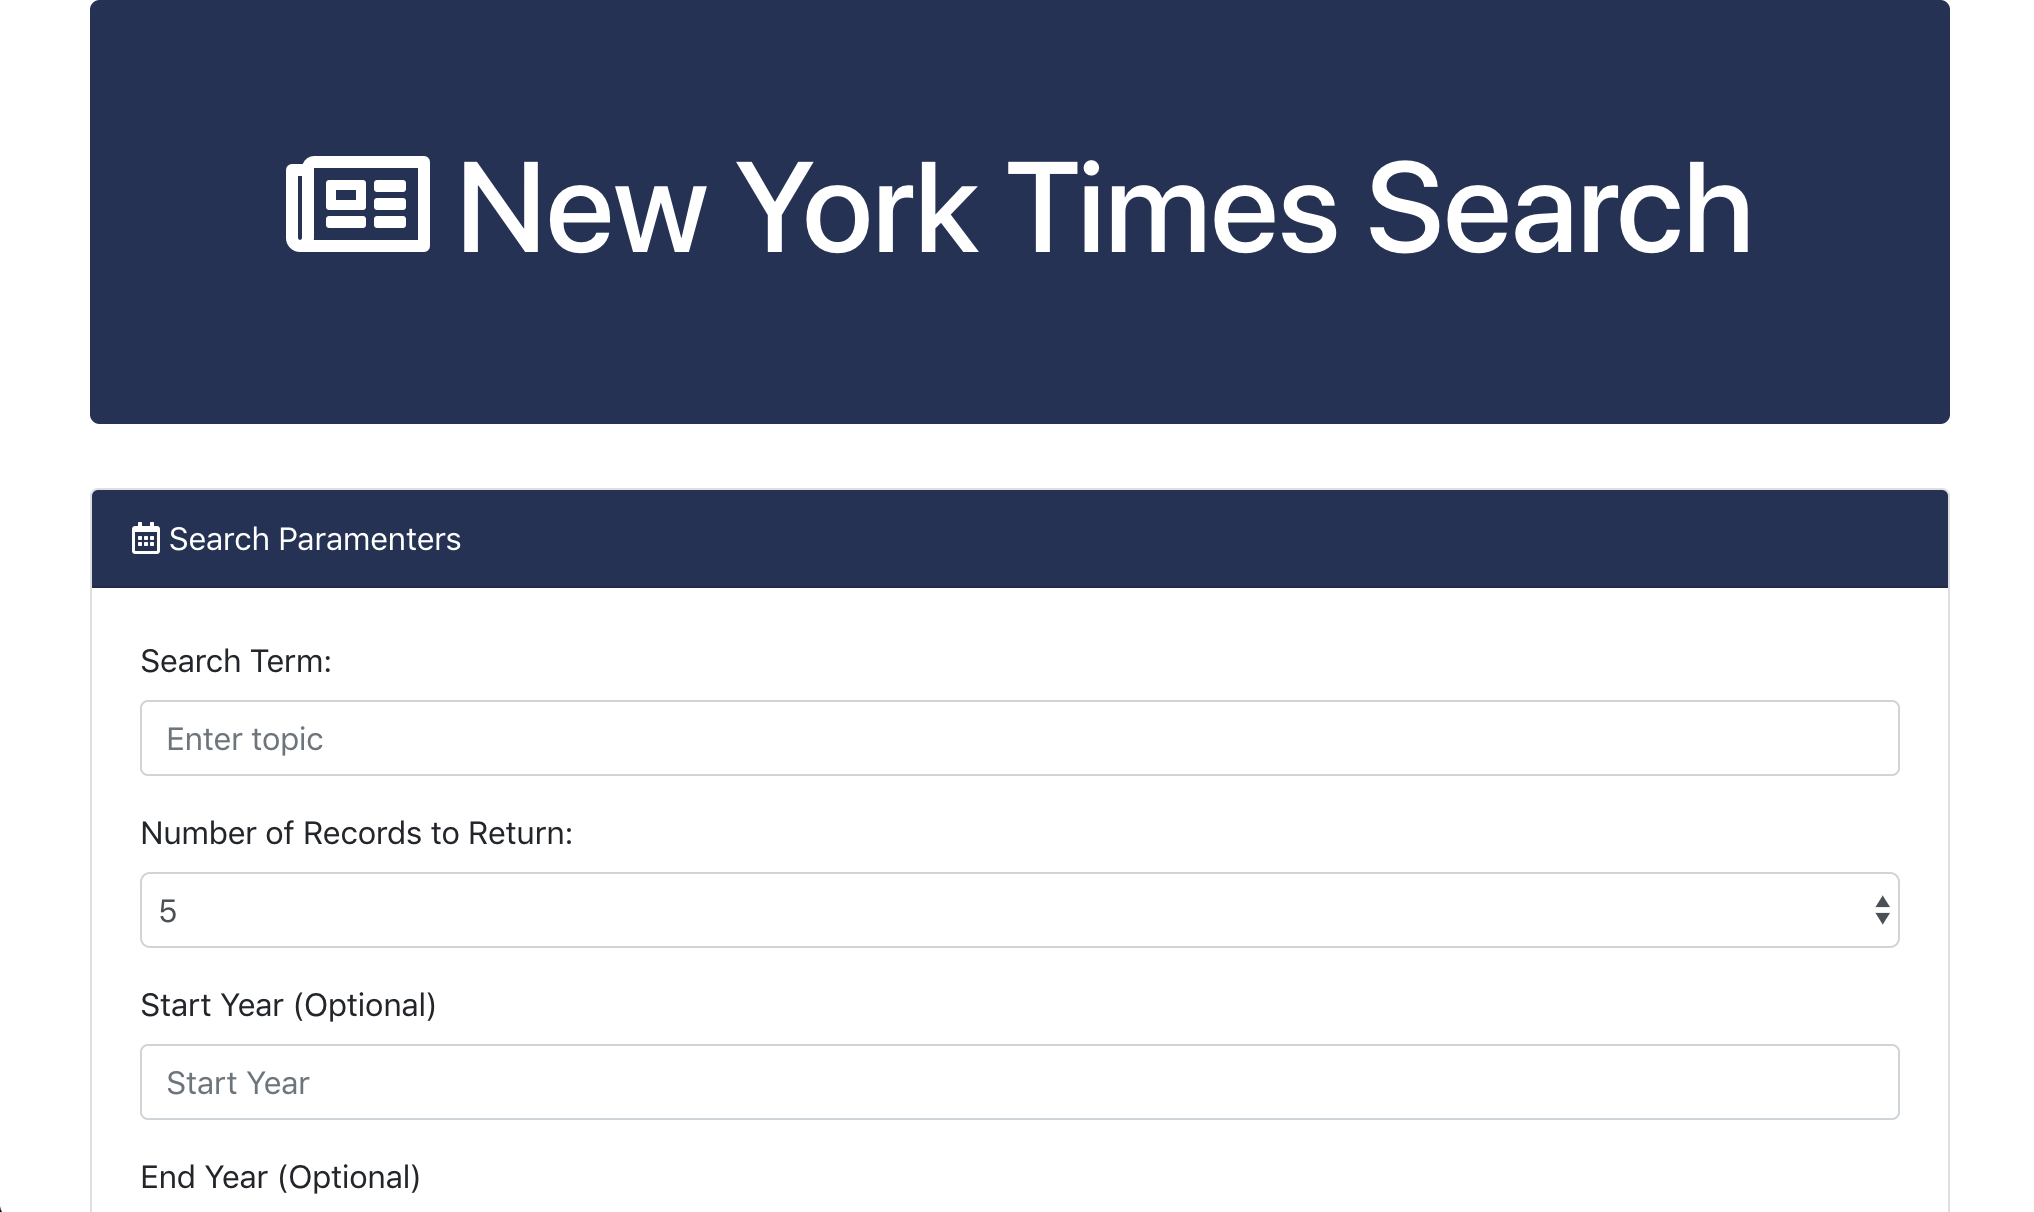 New York Times Search
Search Paramenters
Search Term:
Enter topic
Number of Records to Return:
5
Start Year (Optional)
Start Year
End Year (Optional)